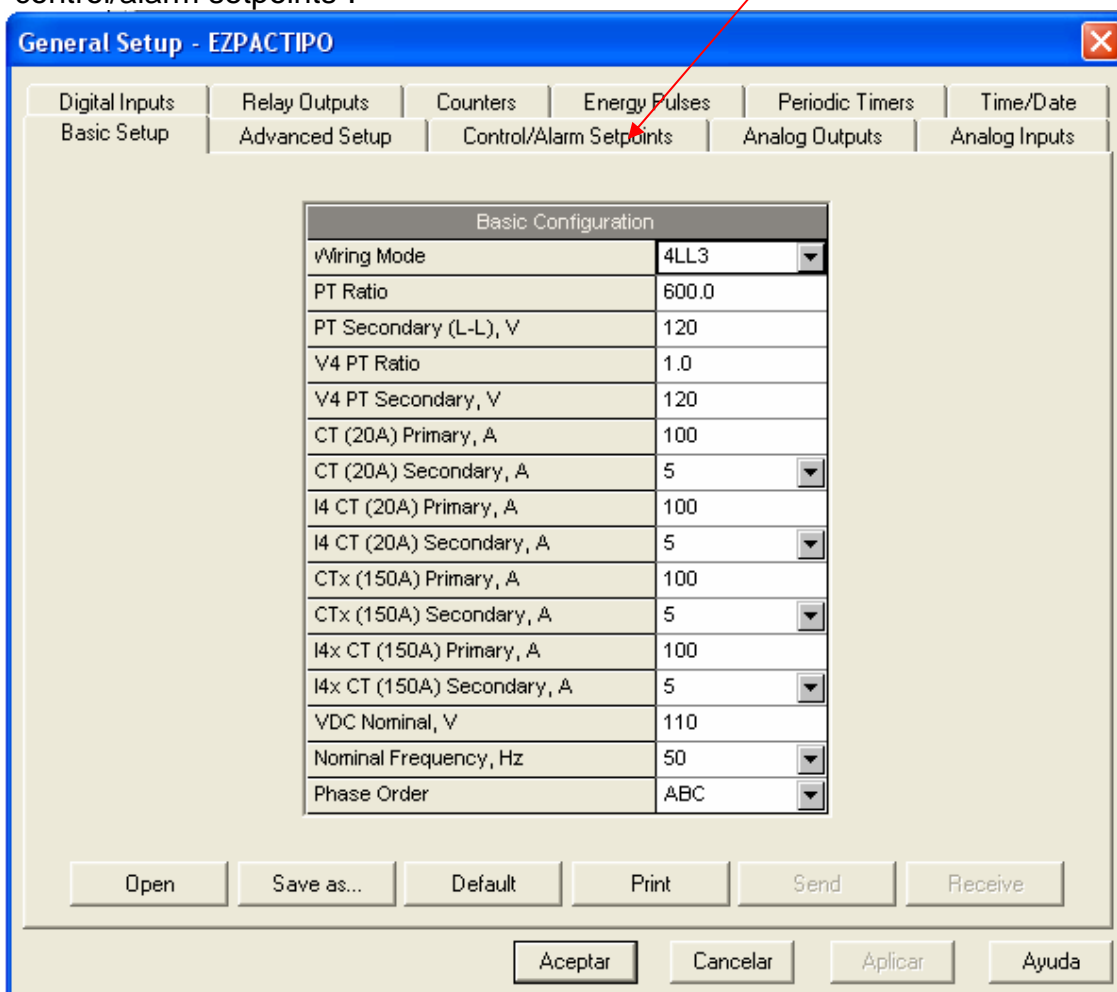 control/alarm setpoints".
General Setup - EZPACTIPO
Digital Inputs Relay Outputs Counters Energy Pulses Periodic Timers Time/Date
Basic Setup Advanced Setup Control/Alarm Setpoints Analog Outputs Analog Inputs
Basic Configuration
Wiring Mode 4LL3
PT Ratio 600.0
PT Secondary (L-L), V 120
V4 PT Ratio 1.0
V4 PT Secondary, V 120
CT (20A) Primary, A 100
CT (20A) Secondary, A 5
I4 CT (20A) Primary, A 100
I4 CT (20A) Secondary, A 5
CTx (150A) Primary, A 100
CTx (150A) Secondary, A 5
I4x CT (150A) Primary, A 100
I4x CT (150A) Secondary, A 5
VDC Nominal, V 110
Nominal Frequency, Hz 50
Phase Order ABC
Open Save as... Default Print Send Receive
Aceptar Cancelar Aplicar Ayuda